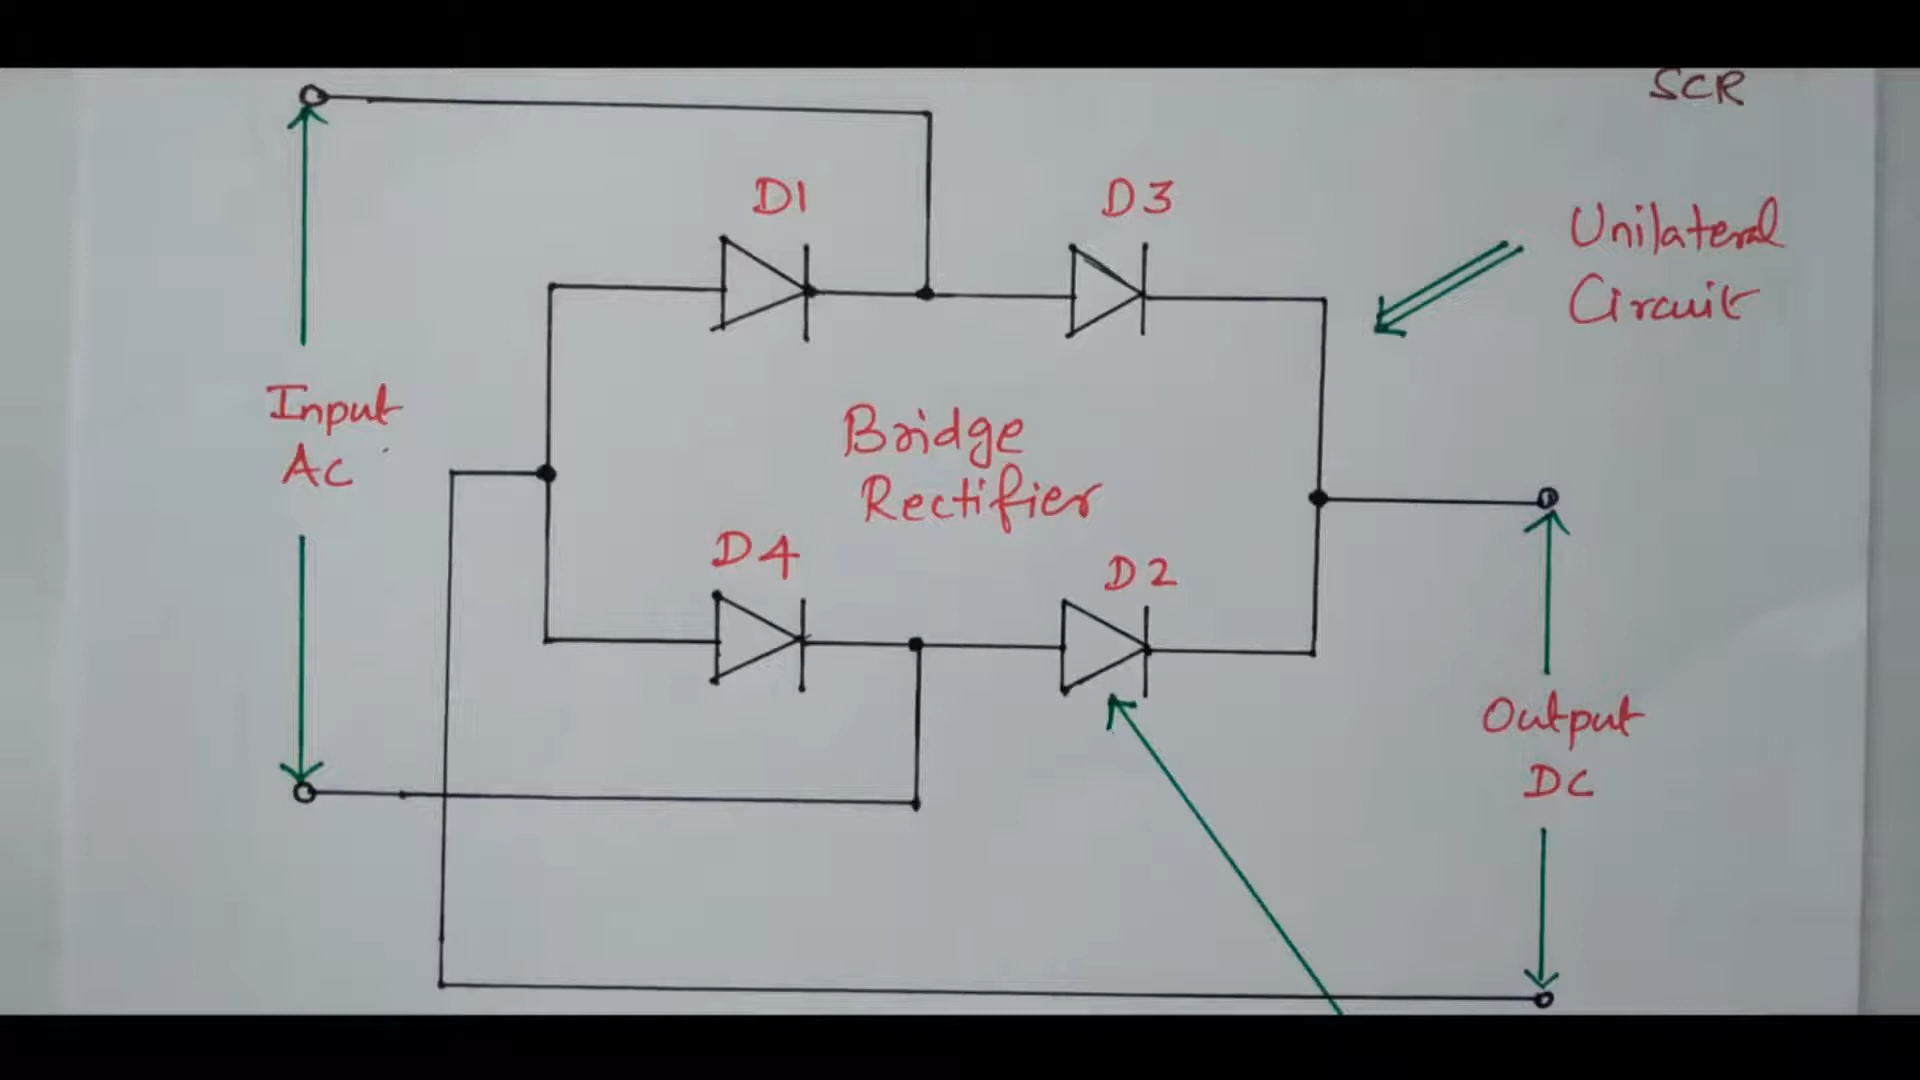 SCR
D1
D3
Unilateral
Circuit
Input
AC
Bridge
Rectifier
D4
D2
Output
DC